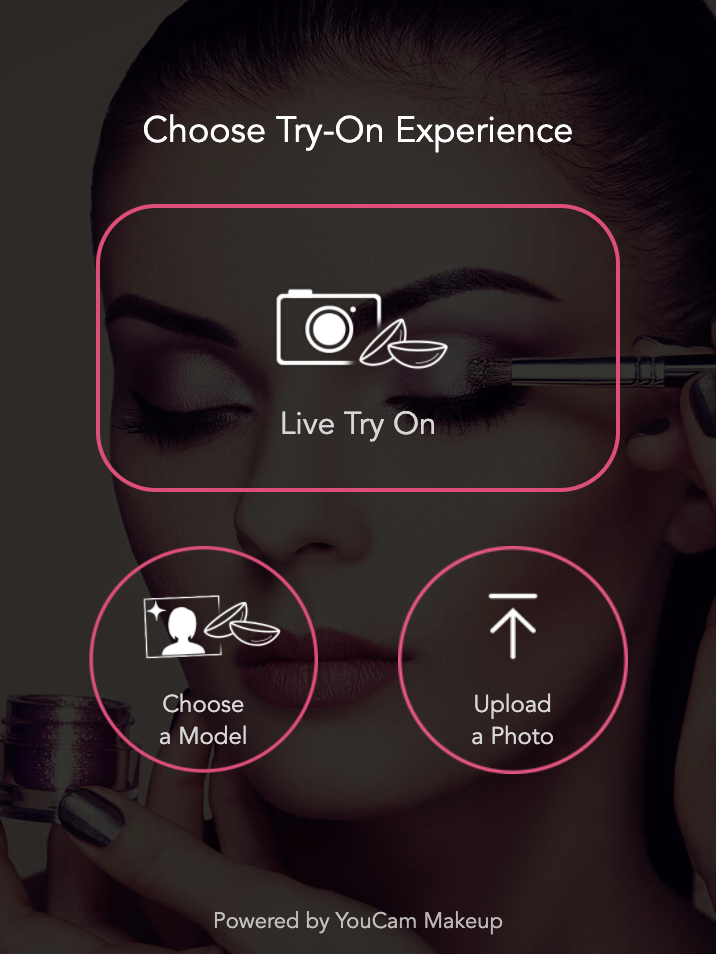 Choose Try-On Experience
Live Try On
Choose
a Model
Upload
a Photo
Powered by YouCam Makeup